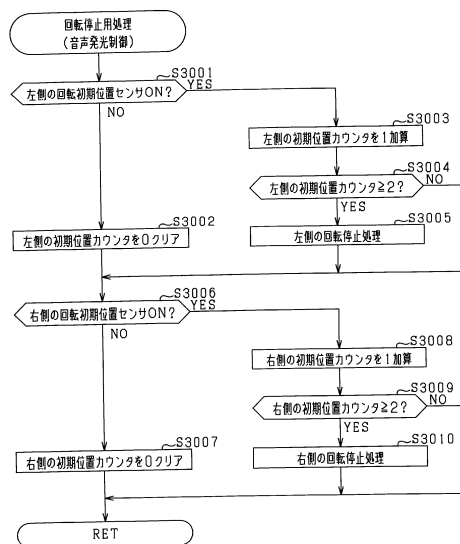 回転停止用処理
(音声発光制御)
S3001
左側の回転初期位置センサON?
YES
NO
S3003
左側の初期位置カウンタを1加算
S3004
左側の初期位置カウンタ≧2?
NO
YES
S3002
左側の初期位置カウンタを0クリア
S3005
左側の回転停止処理
S3006
右側の回転初期位置センサON?
YES
NO
S3008
右側の初期位置カウンタを1加算
S3009
右側の初期位置カウンタ≧2?
NO
YES
S3007
右側の初期位置カウンタを0クリア
S3010
右側の回転停止処理
RET